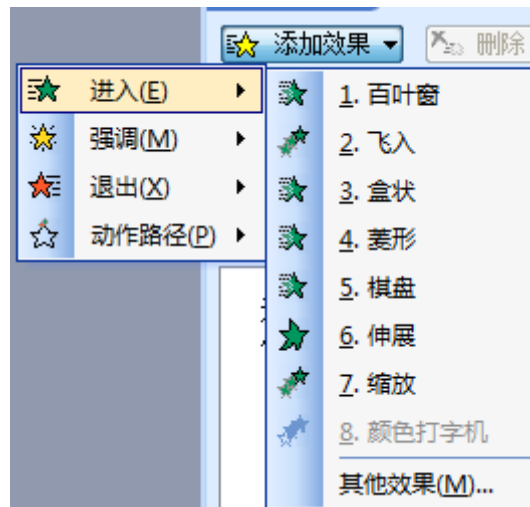 添加效果 删除
进入(E)
强调(M)
退出(X)
动作路径(P)
1. 百叶窗
2. 飞入
3. 盒状
4. 菱形
5. 棋盘
6. 伸展
7. 缩放
8. 颜色打字机
其他效果(M)...